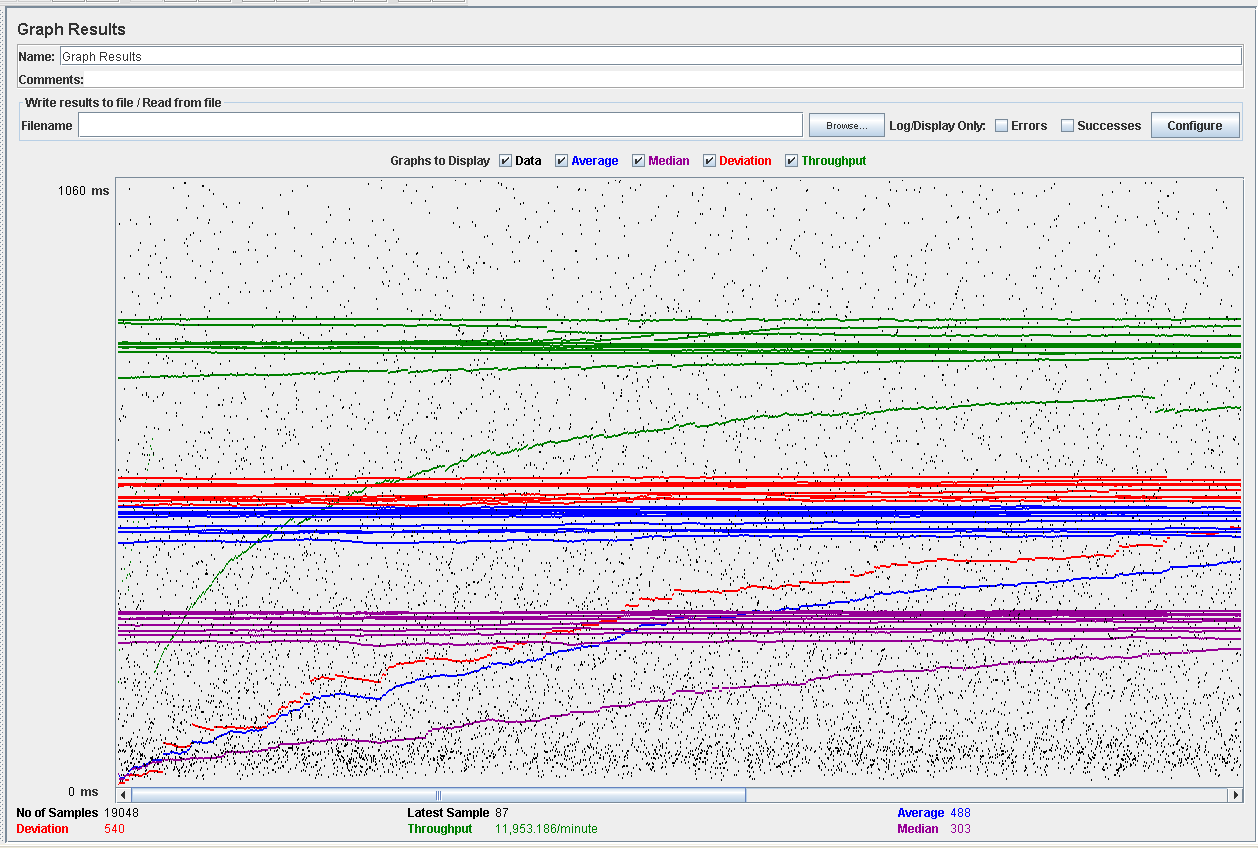 Graph Results
Name: Graph Results
Comments:
Write results to file / Read from file
Filename Browse... Log/Display Only: Errors Successes Configure
Graphs to Display Data Average Median Deviation Throughput
1060 ms
0 ms
No of Samples 19048 Latest Sample 87 Average 488
Deviation 540 Throughput 11,953.186/minute Median 303